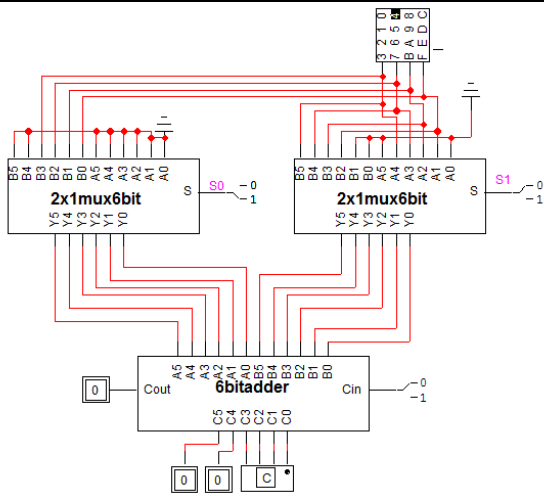 3 2 1 0
7 6 5 4
B A 9 8
F E D C
B5 B4 B3 B2 B1 B0 A5 A4 A3 A2 A1 A0
2x1mux6bit
S
S0
0
1
Y5 Y4 Y3 Y2 Y1 Y0
B5 B4 B3 B2 B1 B0 A5 A4 A3 A2 A1 A0
2x1mux6bit
S
S1
0
1
Y5 Y4 Y3 Y2 Y1 Y0
A5 A4 A3 A2 A1 A0 B5 B4 B3 B2 B1 B0
6bitadder
0
Cout
Cin
0
1
C5 C4 C3 C2 C1 C0
0
0
C